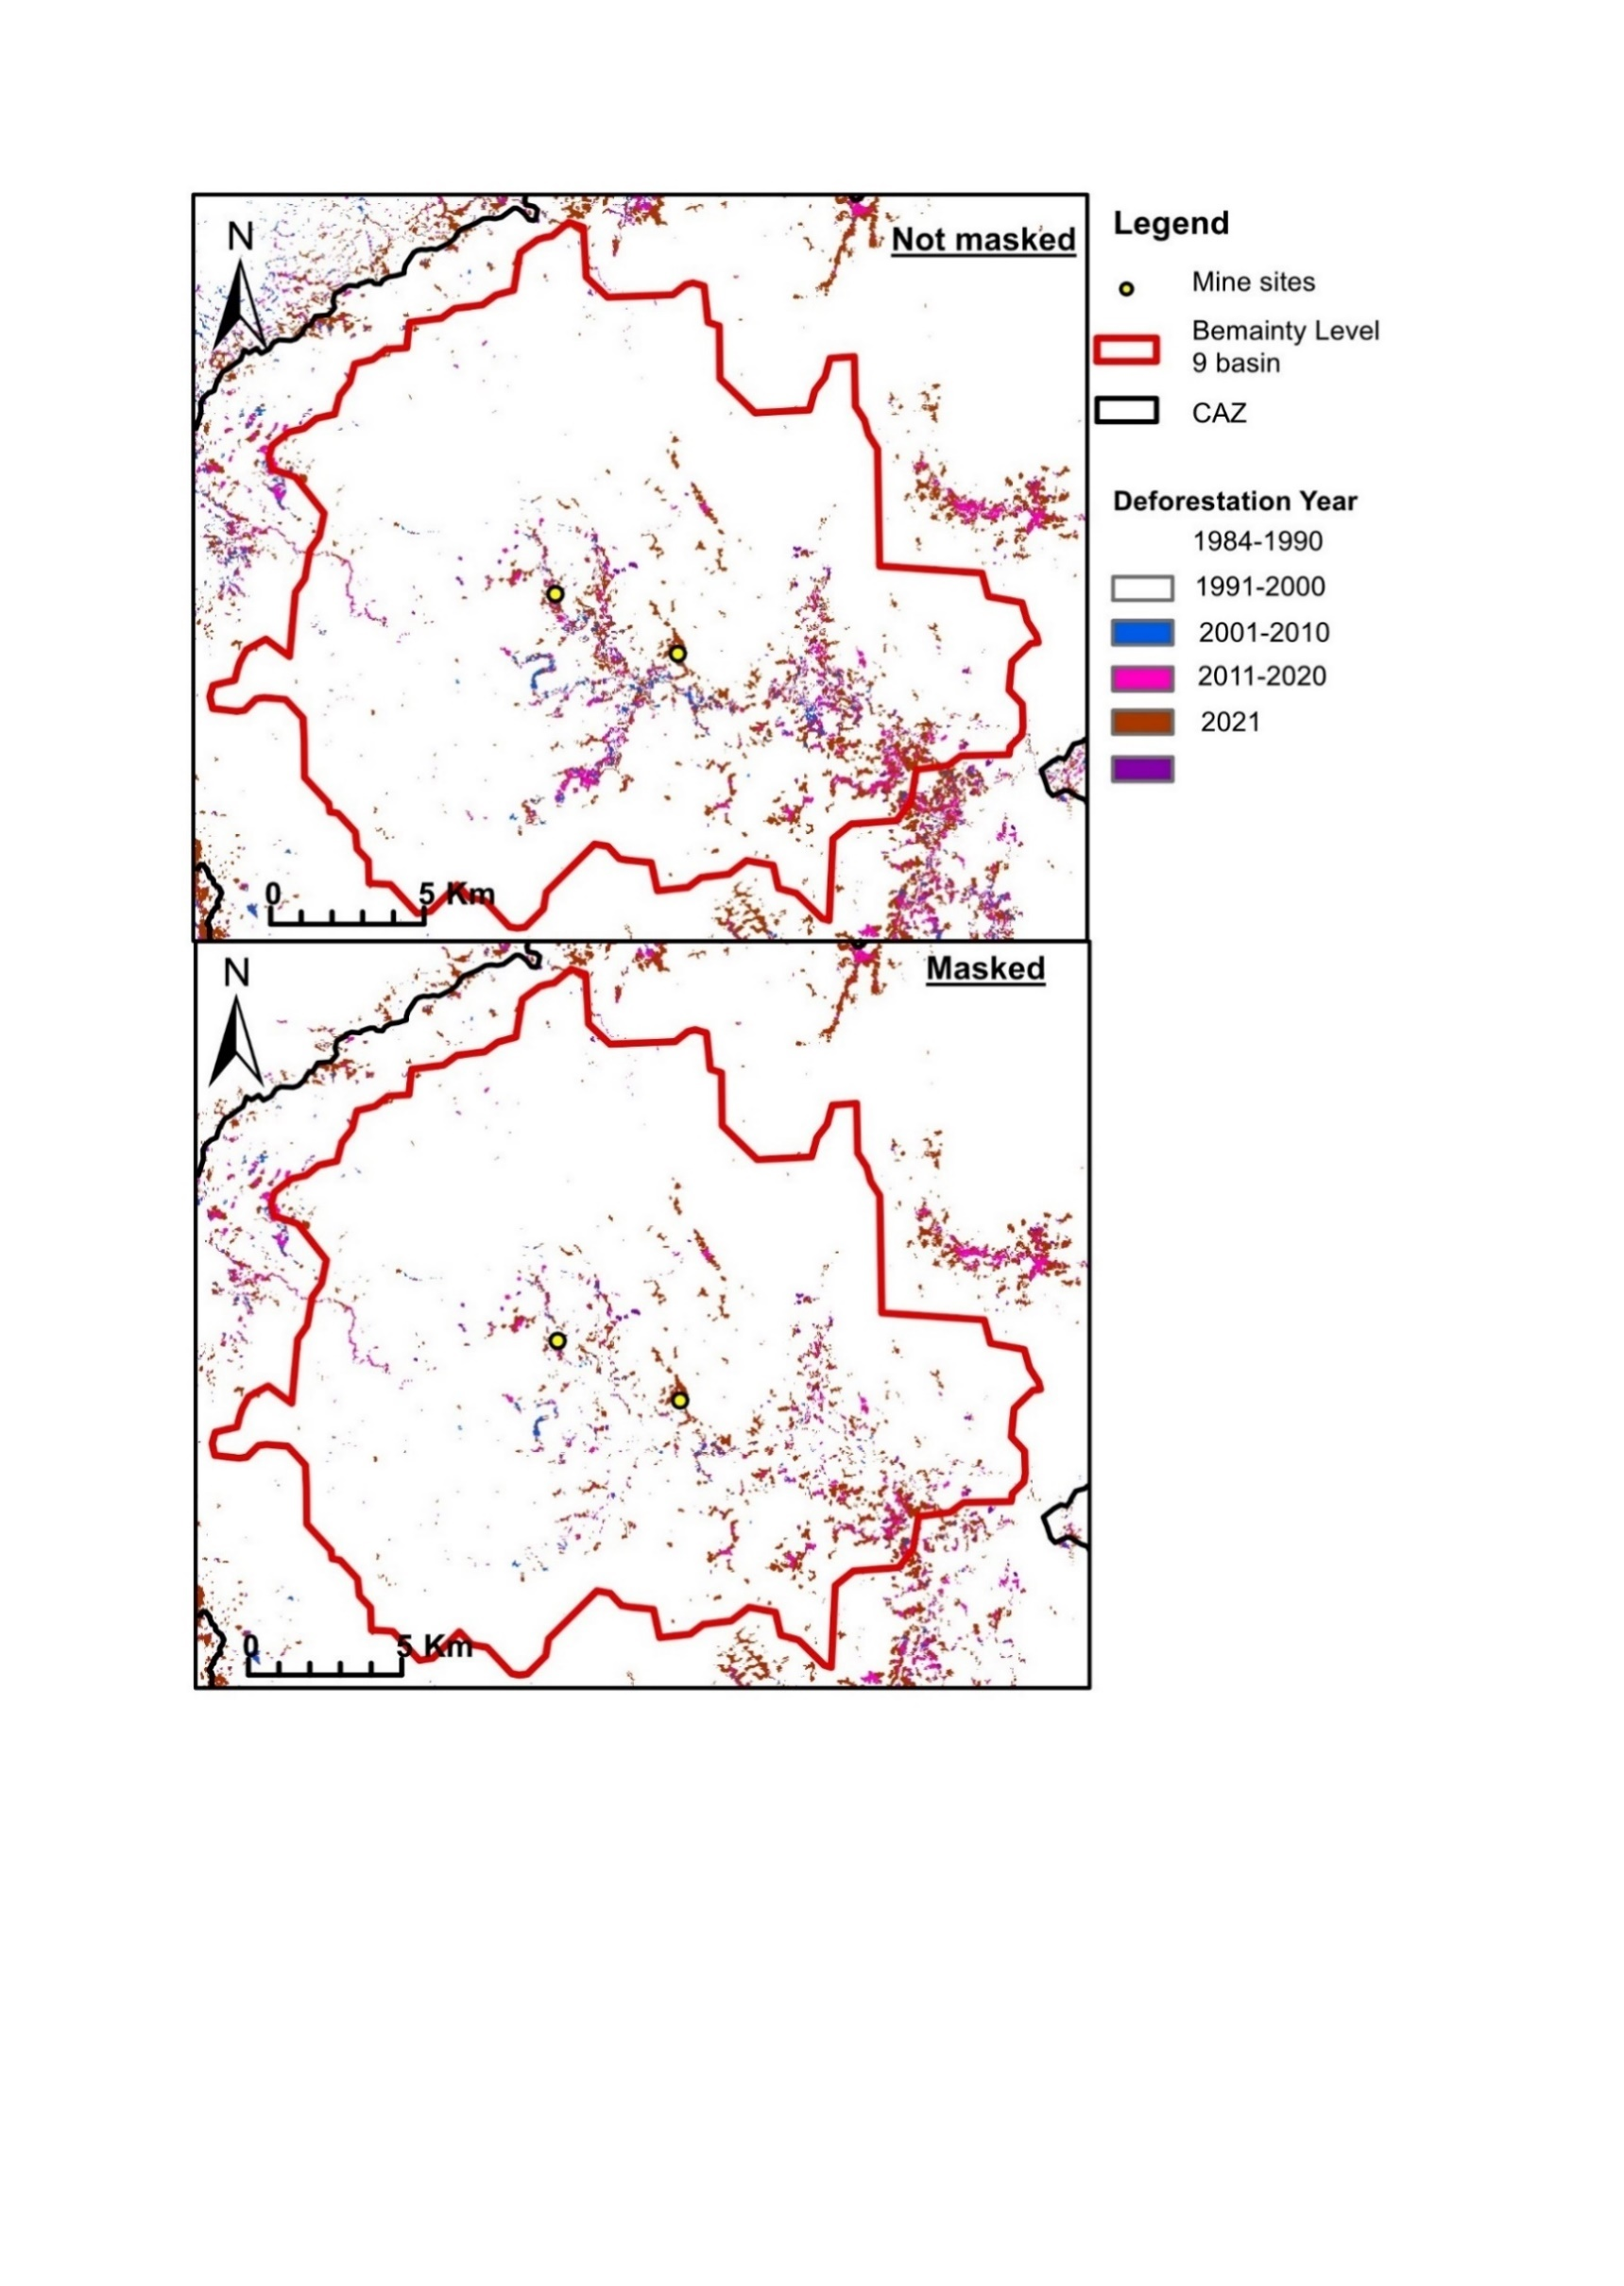 N
Not masked
0 5 Km
Legend
Mine sites
Bemainty Level
9 basin
CAZ
Deforestation Year
1984-1990
1991-2000
2001-2010
2011-2020
2021
N
Masked
0 5 Km